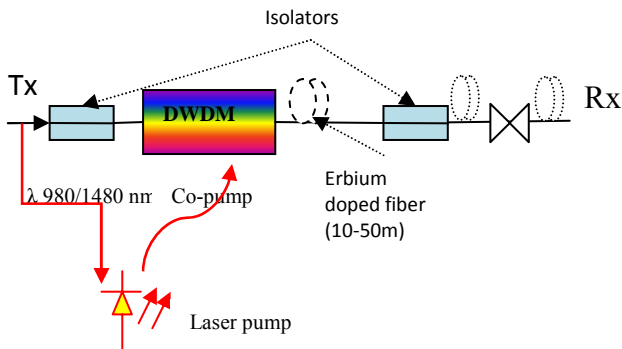 Isolators
Tx
DWDM
Rx
λ 980/1480 nm
Co-pump
Erbium
doped fiber
(10-50m)
Laser pump